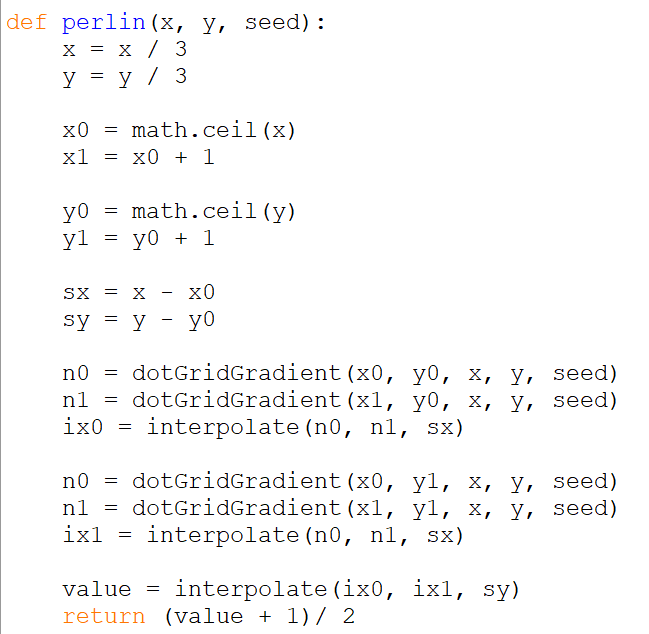 def perlin(x, y, seed):
    x = x / 3
    y = y / 3

    x0 = math.ceil(x)
    x1 = x0 + 1

    y0 = math.ceil(y)
    y1 = y0 + 1

    sx = x - x0
    sy = y - y0

    n0 = dotGridGradient(x0, y0, x, y, seed)
    n1 = dotGridGradient(x1, y0, x, y, seed)
    ix0 = interpolate(n0, n1, sx)

    n0 = dotGridGradient(x0, y1, x, y, seed)
    n1 = dotGridGradient(x1, y1, x, y, seed)
    ix1 = interpolate(n0, n1, sx)

    value = interpolate(ix0, ix1, sy)
    return (value + 1)/ 2